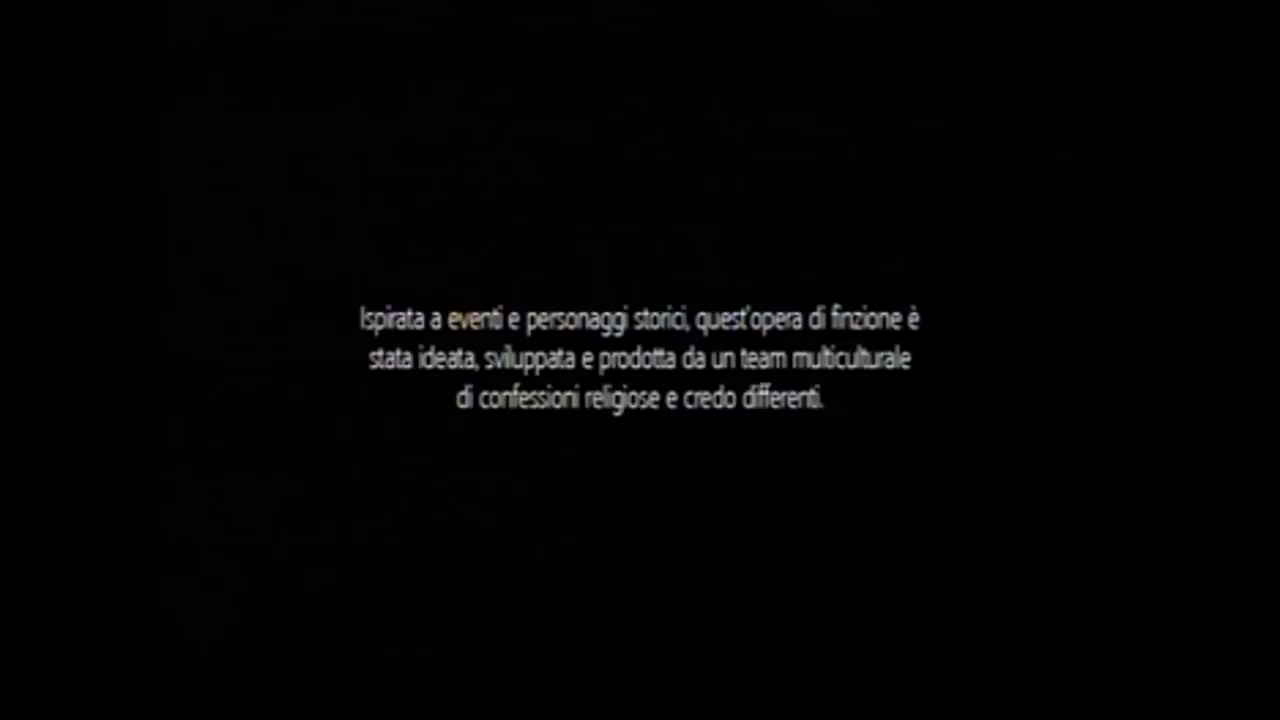 Ispirata a eventi e personaggi storici, quest'opera di finzione è
stata ideata, sviluppata e prodotta da un team multiculturale
di confessioni religiose e credo differenti.